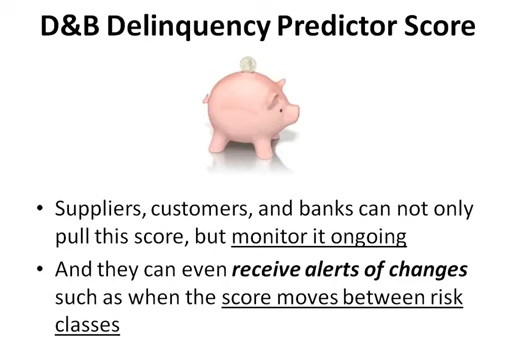 D&B Delinquency Predictor Score
• Suppliers, customers, and banks can not only
pull this score, but monitor it ongoing
• And they can even receive alerts of changes
such as when the score moves between risk
classes